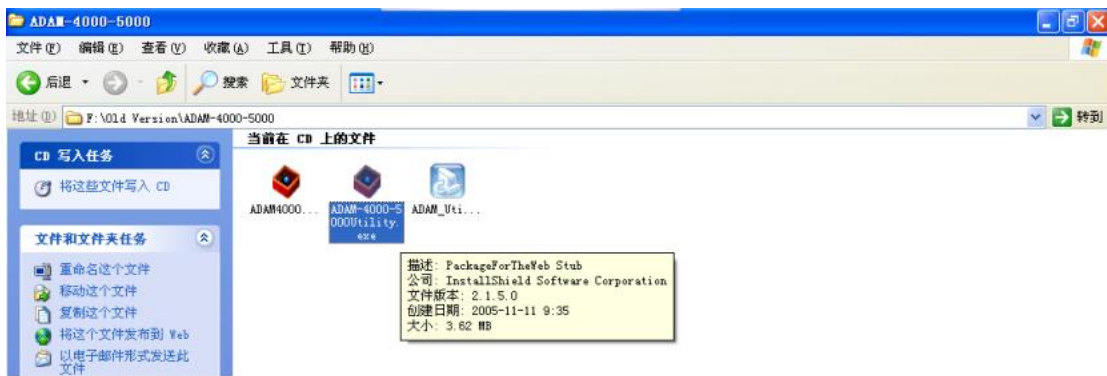 ADAM-4000-5000
文件(F) 编辑(E) 查看(V) 收藏(A) 工具(T) 帮助(H)
后退 搜索 文件夹
地址(D) F:\Old Version\ADAM-4000-5000 转到
当前在 CD 上的文件
CD 写入任务
将这些文件写入 CD
ADAM4000...
ADAM-4000-5
000Utility.
exe
ADAM_Uti...
文件和文件夹任务
重命名这个文件
移动这个文件
复制这个文件
将这个文件发布到 Web
以电子邮件形式发送此
文件
描述: PackageForTheWeb Stub
公司: InstallShield Software Corporation
文件版本: 2.1.5.0
创建日期: 2005-11-11 9:35
大小: 3.62 MB